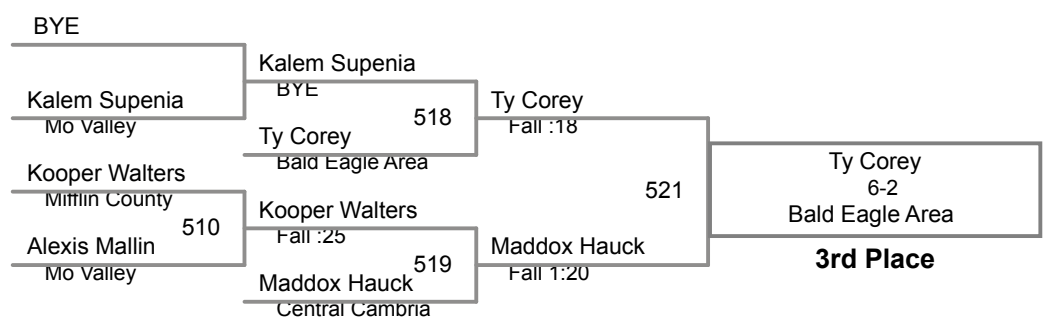 BYE
Kalem Supenia
Mo Valley
Kooper Walters
Mifflin County
510
Alexis Mallin
Mo Valley
Kalem Supenia
BYE
518
Ty Corey
Bald Eagle Area
Kooper Walters
Fall :25
519
Maddox Hauck
Central Cambria
Ty Corey
Fall :18
521
Maddox Hauck
Fall 1:20
Ty Corey
6-2
Bald Eagle Area
3rd Place